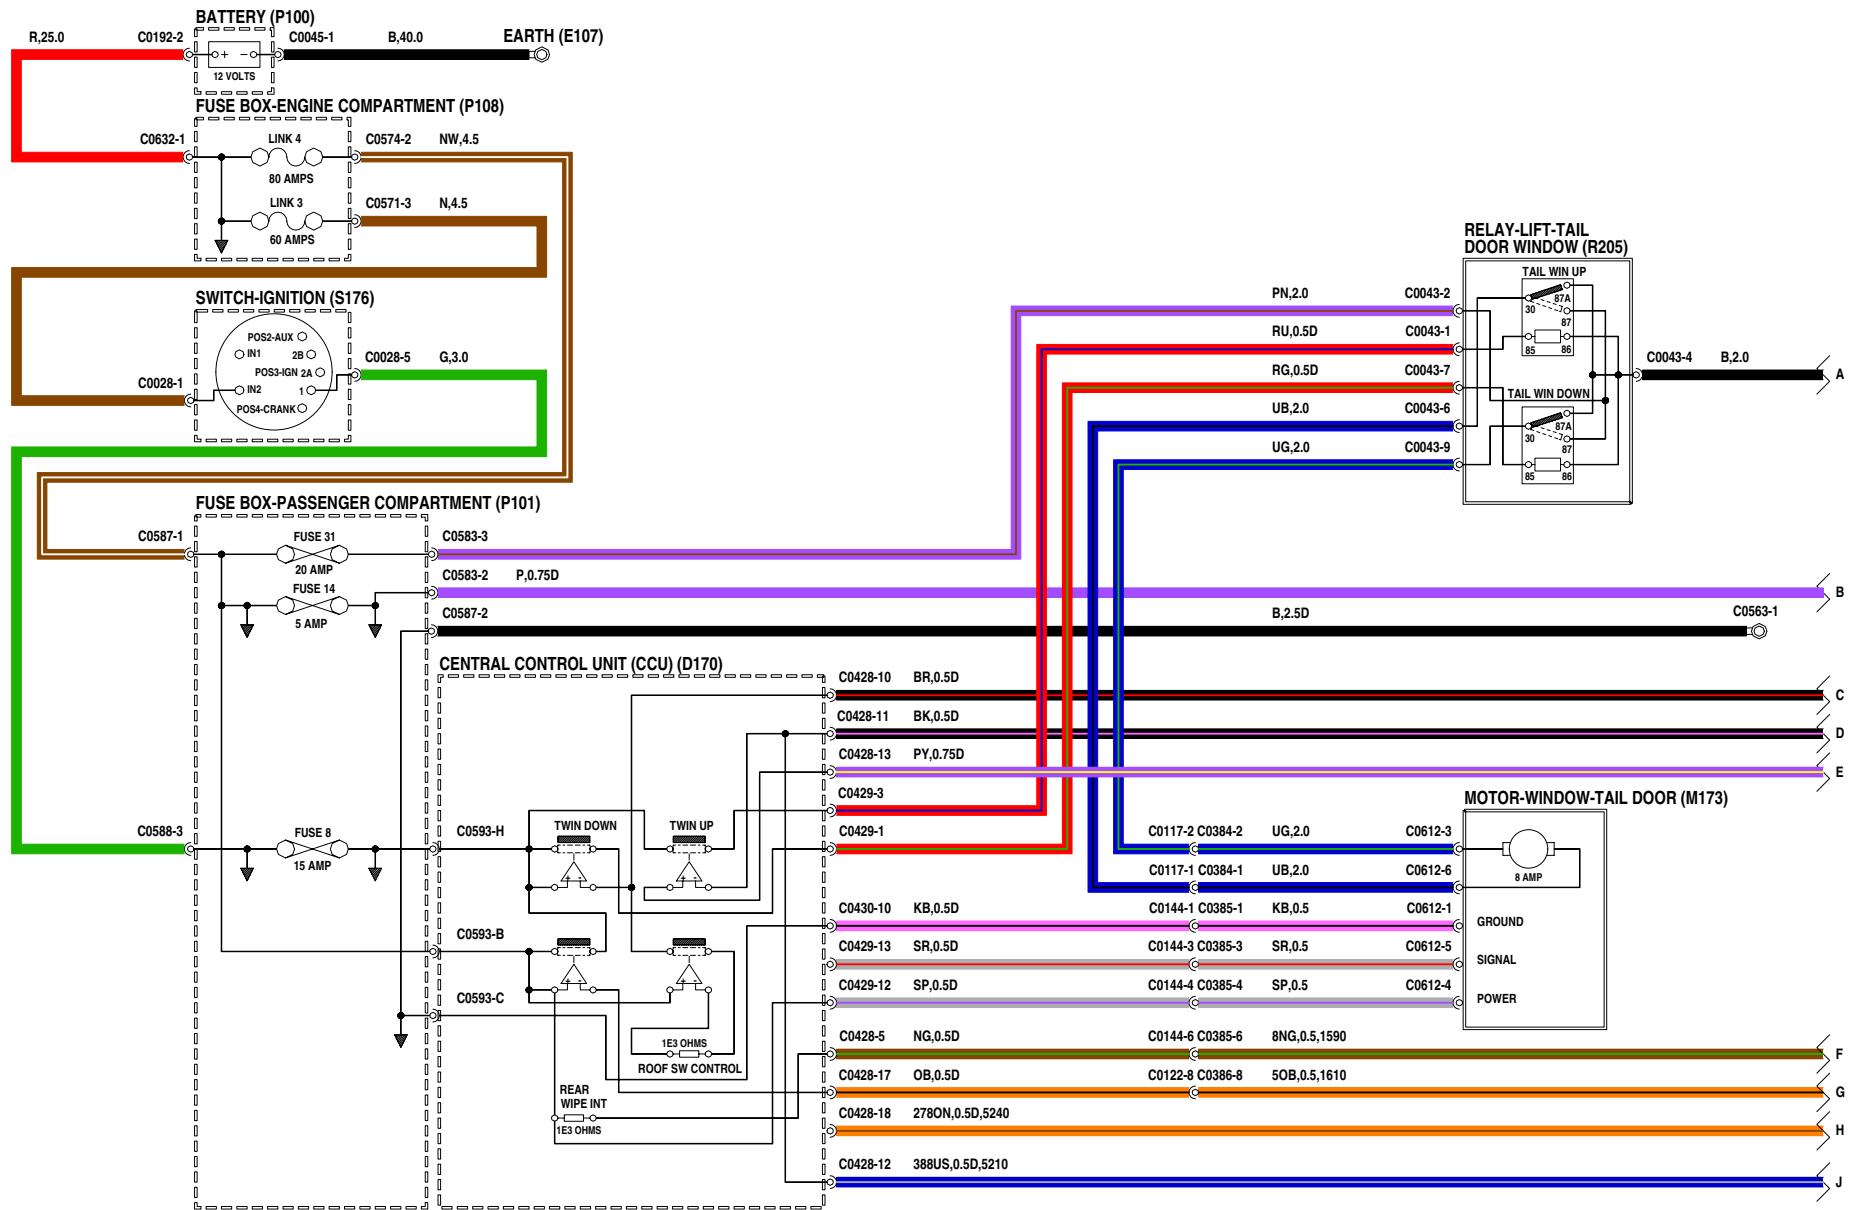 BATTERY (P100)
R,25.0
C0192-2
C0045-1
B,40.0
EARTH (E107)
+ −
12 VOLTS
FUSE BOX-ENGINE COMPARTMENT (P108)
C0632-1
LINK 4
C0574-2
NW,4.5
80 AMPS
LINK 3
C0571-3
N,4.5
60 AMPS
RELAY-LIFT-TAIL
DOOR WINDOW (R205)
TAIL WIN UP
PN,2.0
C0043-2
87A
30
87
RU,0.5D
C0043-1
85
86
C0043-4
B,2.0
A
RG,0.5D
C0043-7
TAIL WIN DOWN
UB,2.0
C0043-6
87A
30
87
UG,2.0
C0043-9
85
86
SWITCH-IGNITION (S176)
POS2-AUX
IN1
2B
POS3-IGN
2A
C0028-5
G,3.0
C0028-1
IN2
1
POS4-CRANK
FUSE BOX-PASSENGER COMPARTMENT (P101)
C0587-1
FUSE 31
C0583-3
20 AMP
C0583-2
P,0.75D
B
FUSE 14
5 AMP
C0587-2
B,2.5D
C0563-1
CENTRAL CONTROL UNIT (CCU) (D170)
C0428-10
BR,0.5D
C
C0428-11
BK,0.5D
D
C0428-13
PY,0.75D
E
C0429-3
MOTOR-WINDOW-TAIL DOOR (M173)
C0588-3
FUSE 8
15 AMP
C0593-H
TWIN DOWN
TWIN UP
C0429-1
C0117-2
C0384-2
UG,2.0
C0612-3
+ -
+ -
8 AMP
C0117-1
C0384-1
UB,2.0
C0612-6
C0430-10
KB,0.5D
C0144-1
C0385-1
KB,0.5
C0612-1
GROUND
C0593-B
C0429-13
SR,0.5D
C0144-3
C0385-3
SR,0.5
C0612-5
SIGNAL
+ -
+ -
C0593-C
C0429-12
SP,0.5D
C0144-4
C0385-4
SP,0.5
C0612-4
POWER
1E3 OHMS
ROOF SW CONTROL
C0428-5
NG,0.5D
C0144-6
C0385-6
8NG,0.5,1590
F
C0428-17
OB,0.5D
C0122-8
C0386-8
5OB,0.5,1610
G
REAR
WIPE INT
1E3 OHMS
C0428-18
278ON,0.5D,5240
H
C0428-12
388US,0.5D,5210
J